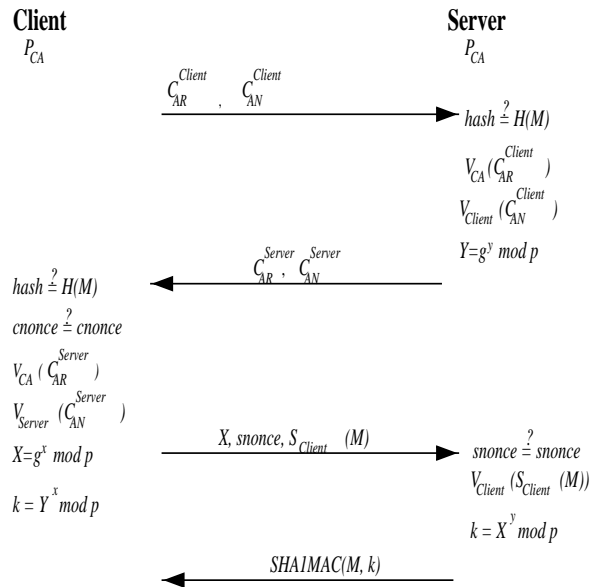 Client
Server
P_CA
P_CA
C_AR^Client , C_AN^Client
hash ≟ H(M)
V_CA (C_AR^Client )
V_Client (C_AN^Client )
Y=g^y mod p
C_AR^Server , C_AN^Server
hash ≟ H(M)
cnonce ≟ cnonce
V_CA ( C_AR^Server )
V_Server (C_AN^Server )
X=g^x mod p
k = Y^x mod p
X, snonce, S_Client (M)
snonce ≟ snonce
V_Client (S_Client (M))
k = X^y mod p
SHA1MAC(M, k)